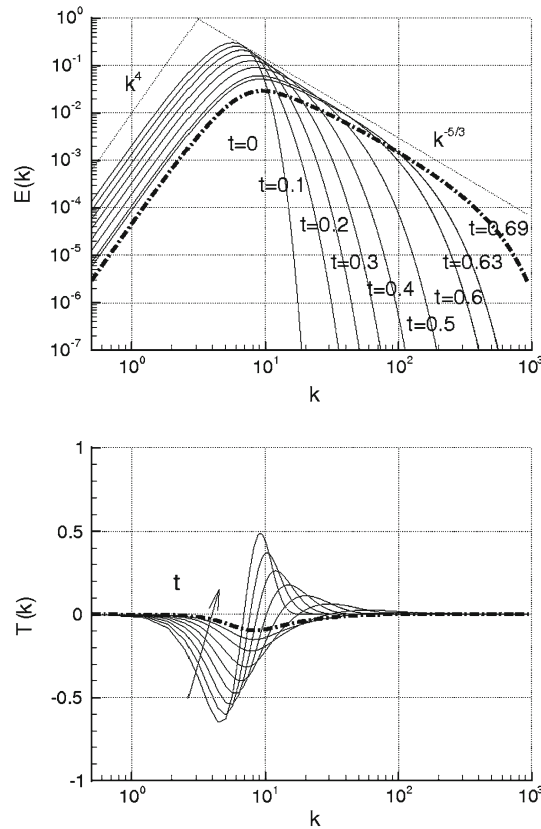 10⁰
10⁻¹
10⁻²
10⁻³
10⁻⁴
10⁻⁵
10⁻⁶
10⁻⁷
E(k)
k⁴
k⁻⁵/³
t=0
t=0.1
t=0.2
t=0.3
t=0.4
t=0.5
t=0.6
t=0.63
t=0.69
10⁰ 10¹ 10² 10³
k
1
0.5
0
-0.5
-1
T(k)
t
10⁰ 10¹ 10² 10³
k